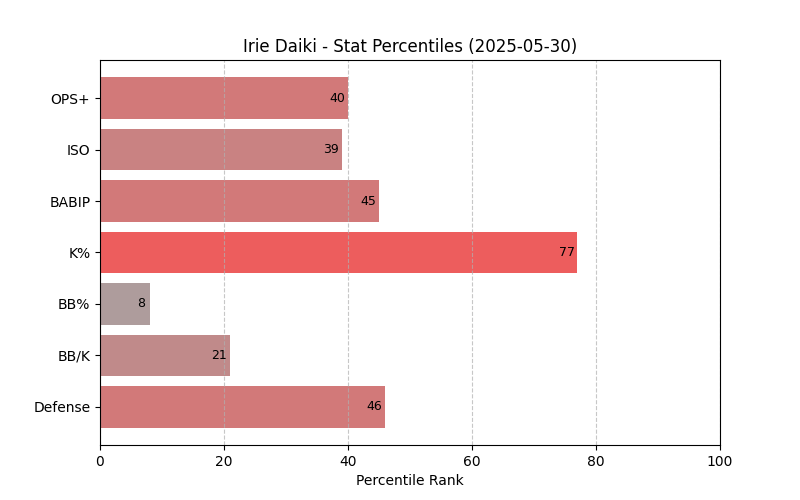 Irie Daiki - Stat Percentiles (2025-05-30)
OPS+ 40
ISO 39
BABIP 45
K% 77
BB% 8
BB/K 21
Defense 46
0 20 40 60 80 100
Percentile Rank